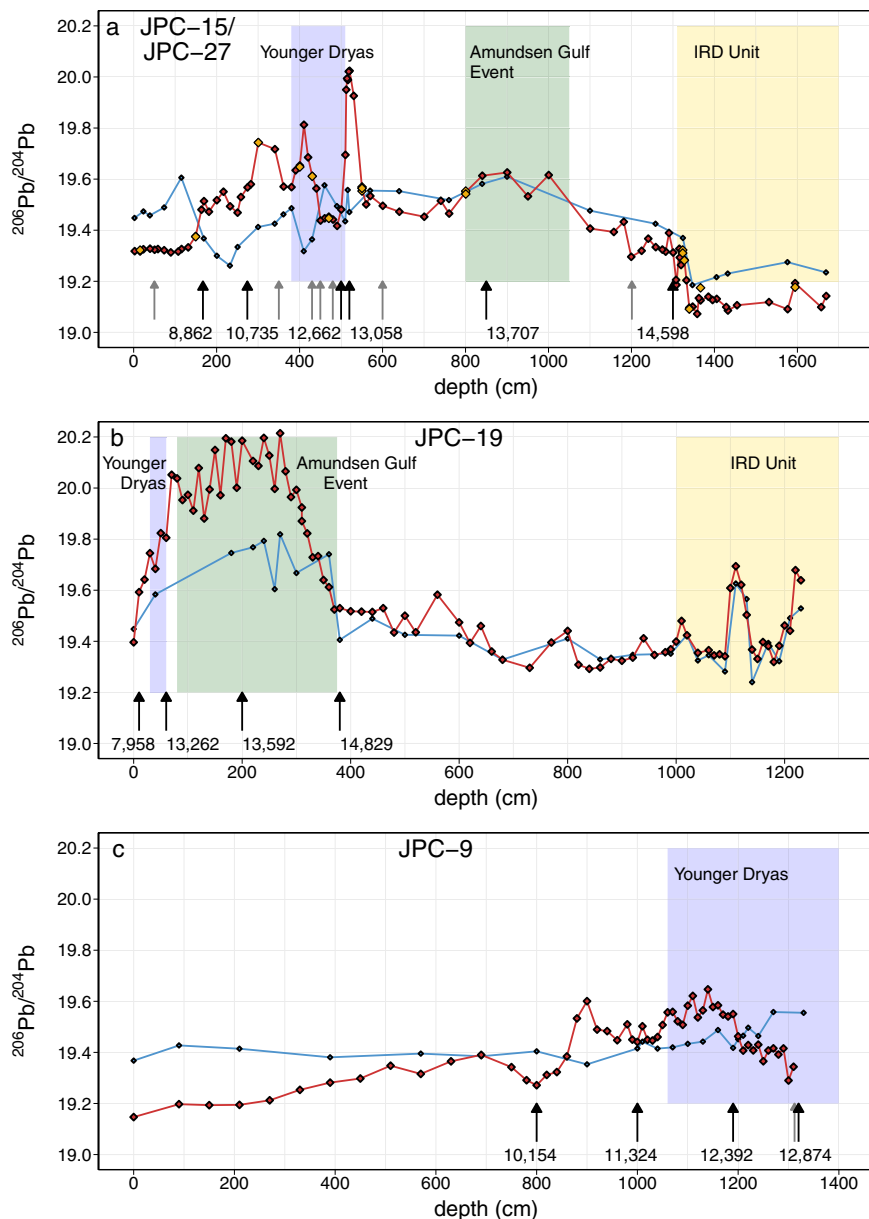 a
JPC−15/
JPC−27
Younger Dryas
Amundsen Gulf
Event
IRD Unit
20.2
20.0
19.8
19.6
19.4
19.2
19.0
206Pb/204Pb
8,862
10,735
12,662
13,058
13,707
14,598
0 200 400 600 800 1000 1200 1400 1600
depth (cm)
b
JPC−19
Younger
Dryas
Amundsen Gulf
Event
IRD Unit
20.2
20.0
19.8
19.6
19.4
19.2
19.0
206Pb/204Pb
7,958
13,262
13,592
14,829
0 200 400 600 800 1000 1200
depth (cm)
c
JPC−9
Younger Dryas
20.2
20.0
19.8
19.6
19.4
19.2
19.0
206Pb/204Pb
10,154
11,324
12,392
12,874
0 200 400 600 800 1000 1200 1400
depth (cm)